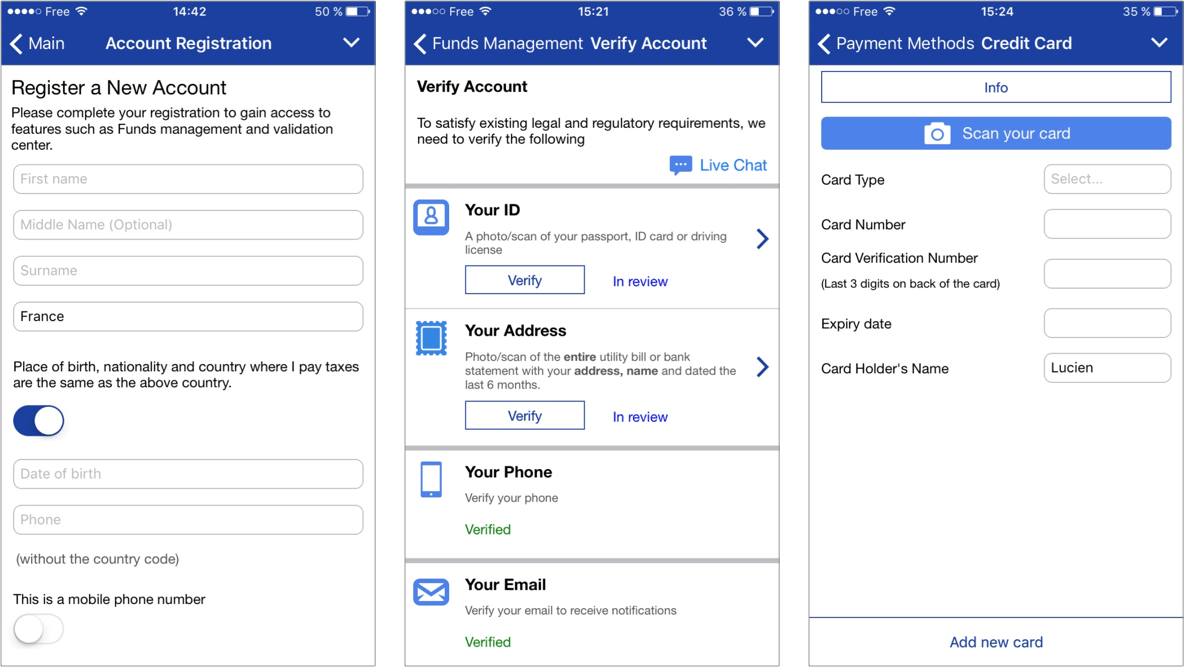 Free 14:42 50 %
Main Account Registration
Register a New Account
Please complete your registration to gain access to
features such as Funds management and validation
center.
First name
Middle Name (Optional)
Surname
France
Place of birth, nationality and country where I pay taxes
are the same as the above country.
Date of birth
Phone
(without the country code)
This is a mobile phone number
Free 15:21 36 %
Funds Management Verify Account
Verify Account
To satisfy existing legal and regulatory requirements, we
need to verify the following
Live Chat
Your ID
A photo/scan of your passport, ID card or driving
license
Verify In review
Your Address
Photo/scan of the entire utility bill or bank
statement with your address, name and dated the
last 6 months.
Verify In review
Your Phone
Verify your phone
Verified
Your Email
Verify your email to receive notifications
Verified
Free 15:24 35 %
Payment Methods Credit Card
Info
Scan your card
Card Type Select...
Card Number
Card Verification Number
(Last 3 digits on back of the card)
Expiry date
Card Holder's Name Lucien
Add new card